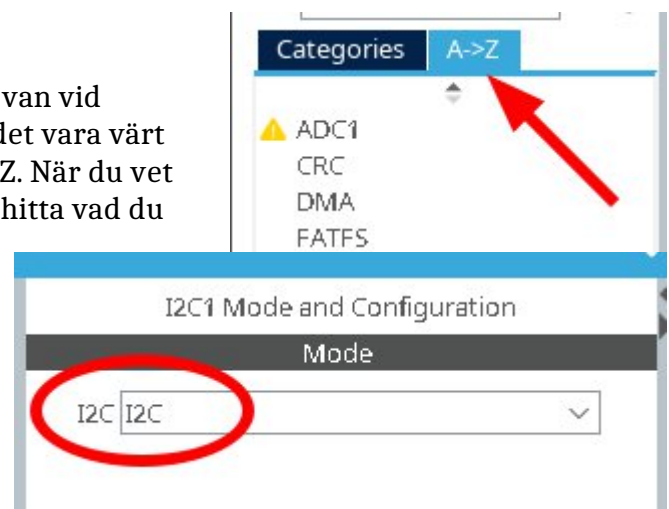 Categories A->Z
van vid
det vara värt
Z. När du vet
hitta vad du
ADC1
CRC
DMA
FATFS
I2C1 Mode and Configuration
Mode
I2C I2C